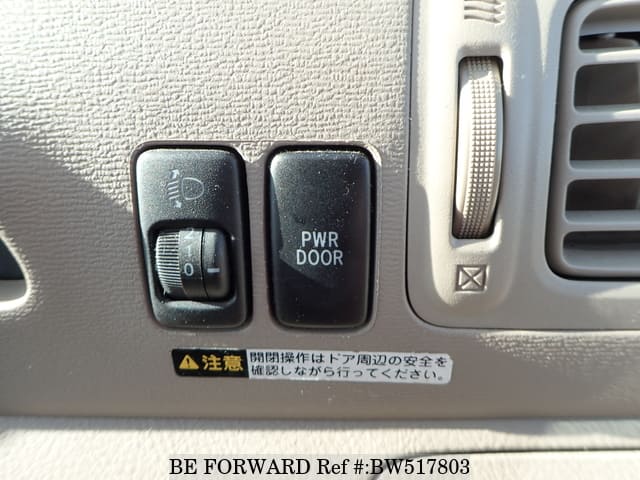 2
1
0
PWR
DOOR
注意
開閉操作はドア周辺の安全を
確認しながら行ってください。
BE FORWARD Ref #:BW517803